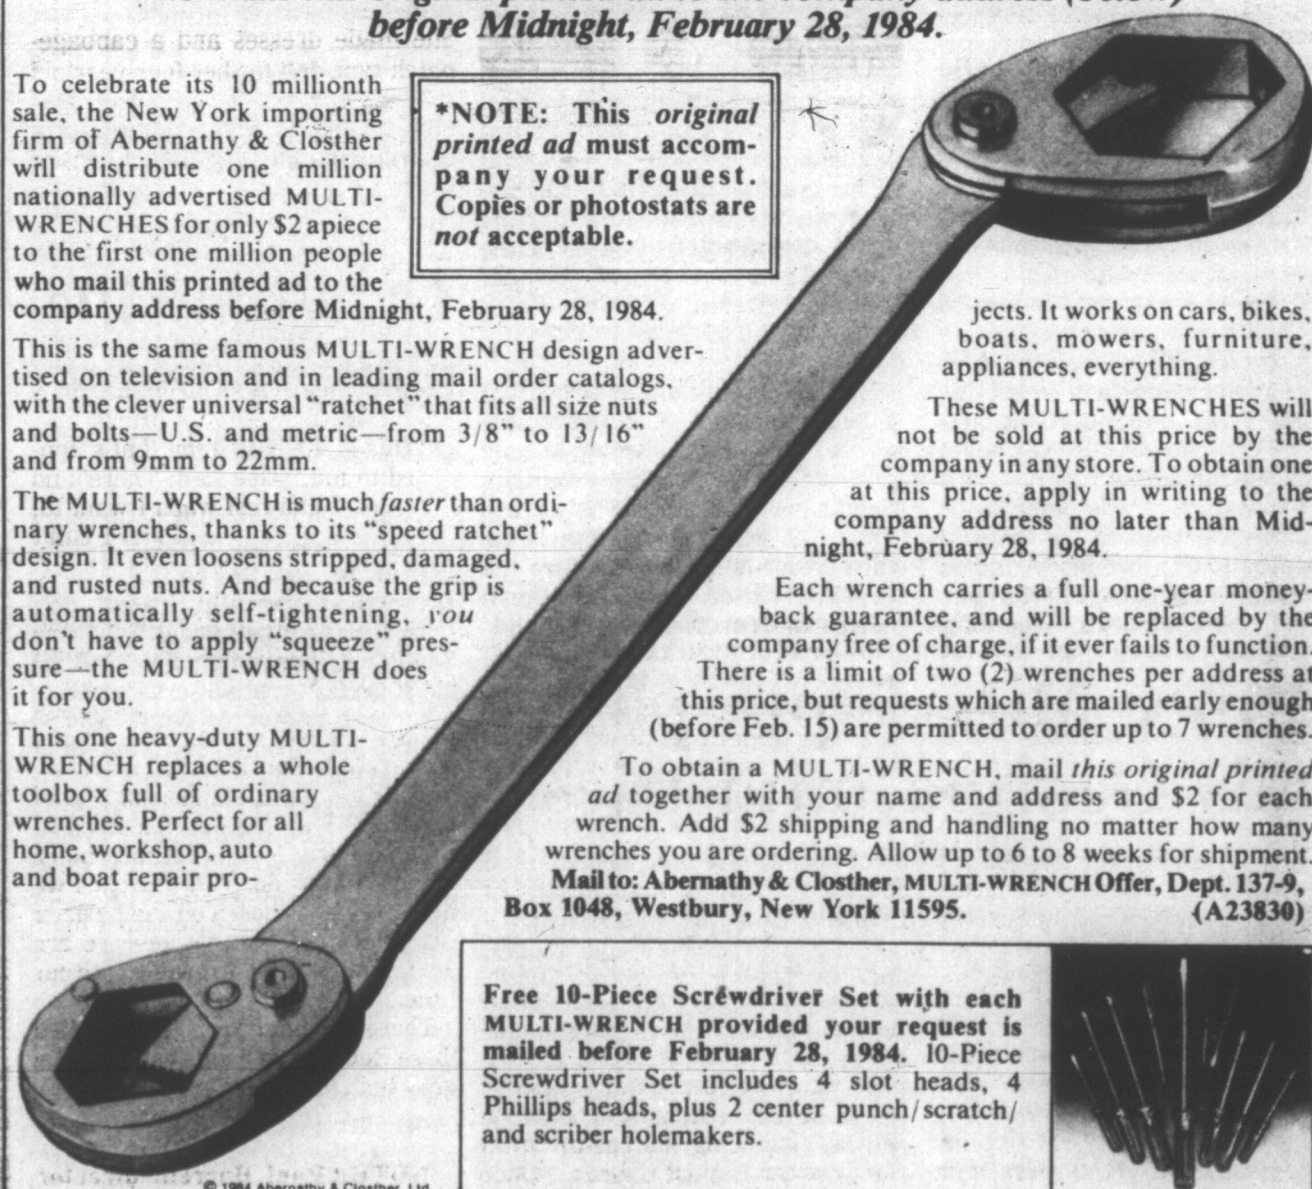 before Midnight, February 28, 1984.
To celebrate its 10 millionth
sale, the New York importing
firm of Abernathy & Closther
will distribute one million
nationally advertised MULTI-
WRENCHES for only $2 apiece
to the first one million people
who mail this printed ad to the
company address before Midnight, February 28, 1984.
*NOTE: This original
printed ad must accom-
pany your request.
Copies or photostats are
not acceptable.
This is the same famous MULTI-WRENCH design adver-
tised on television and in leading mail order catalogs,
with the clever universal "ratchet" that fits all size nuts
and bolts—U.S. and metric—from 3/8" to 13/16"
and from 9mm to 22mm.
The MULTI-WRENCH is much faster than ordi-
nary wrenches, thanks to its "speed ratchet"
design. It even loosens stripped, damaged,
and rusted nuts. And because the grip is
automatically self-tightening, you
don't have to apply "squeeze" pres-
sure—the MULTI-WRENCH does
it for you.
This one heavy-duty MULTI-
WRENCH replaces a whole
toolbox full of ordinary
wrenches. Perfect for all
home, workshop, auto
and boat repair pro-
jects. It works on cars, bikes,
boats, mowers, furniture,
appliances, everything.
These MULTI-WRENCHES will
not be sold at this price by the
company in any store. To obtain one
at this price, apply in writing to the
company address no later than Mid-
night, February 28, 1984.
Each wrench carries a full one-year money-
back guarantee, and will be replaced by the
company free of charge, if it ever fails to function.
There is a limit of two (2) wrenches per address at
this price, but requests which are mailed early enough
(before Feb. 15) are permitted to order up to 7 wrenches.
To obtain a MULTI-WRENCH, mail this original printed
ad together with your name and address and $2 for each
wrench. Add $2 shipping and handling no matter how many
wrenches you are ordering. Allow up to 6 to 8 weeks for shipment.
Mail to: Abernathy & Closther, MULTI-WRENCH Offer, Dept. 137-9,
Box 1048, Westbury, New York 11595. (A23830)
Free 10-Piece Screwdriver Set with each
MULTI-WRENCH provided your request is
mailed before February 28, 1984. 10-Piece
Screwdriver Set includes 4 slot heads, 4
Phillips heads, plus 2 center punch/scratch/
and scriber holemakers.
© 1984 Abernathy & Closther, Ltd.